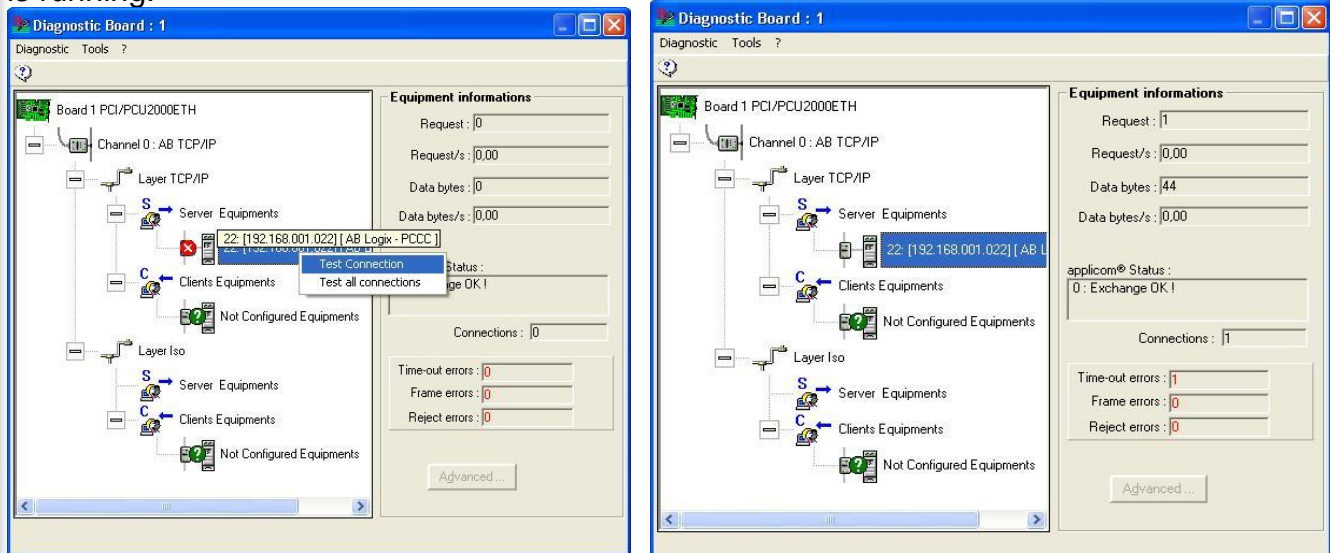 is running.
Diagnostic Board : 1
Diagnostic Tools ?
Board 1 PCI/PCU2000ETH
Channel 0 : AB TCP/IP
Layer TCP/IP
S
Server Equipments
22: [192.168.001.022] [ AB Logix - PCCC ]
22: [192.168.001.022] [ AB L
Test Connection
Test all connections
C
Clients Equipments
Not Configured Equipments
Layer Iso
S
Server Equipments
C
Clients Equipments
Not Configured Equipments
Equipment informations
Request : 0
Request/s : 0,00
Data bytes : 0
Data bytes/s : 0,00
Status :
ge OK !
Connections : 0
Time-out errors : 0
Frame errors : 0
Reject errors : 0
Advanced ...
Diagnostic Board : 1
Diagnostic Tools ?
Board 1 PCI/PCU2000ETH
Channel 0 : AB TCP/IP
Layer TCP/IP
S
Server Equipments
22: [192.168.001.022] [ AB L
C
Clients Equipments
Not Configured Equipments
Layer Iso
S
Server Equipments
C
Clients Equipments
Not Configured Equipments
Equipment informations
Request : 1
Request/s : 0,00
Data bytes : 44
Data bytes/s : 0,00
applicom® Status :
0 : Exchange OK !
Connections : 1
Time-out errors : 1
Frame errors : 0
Reject errors : 0
Advanced ...